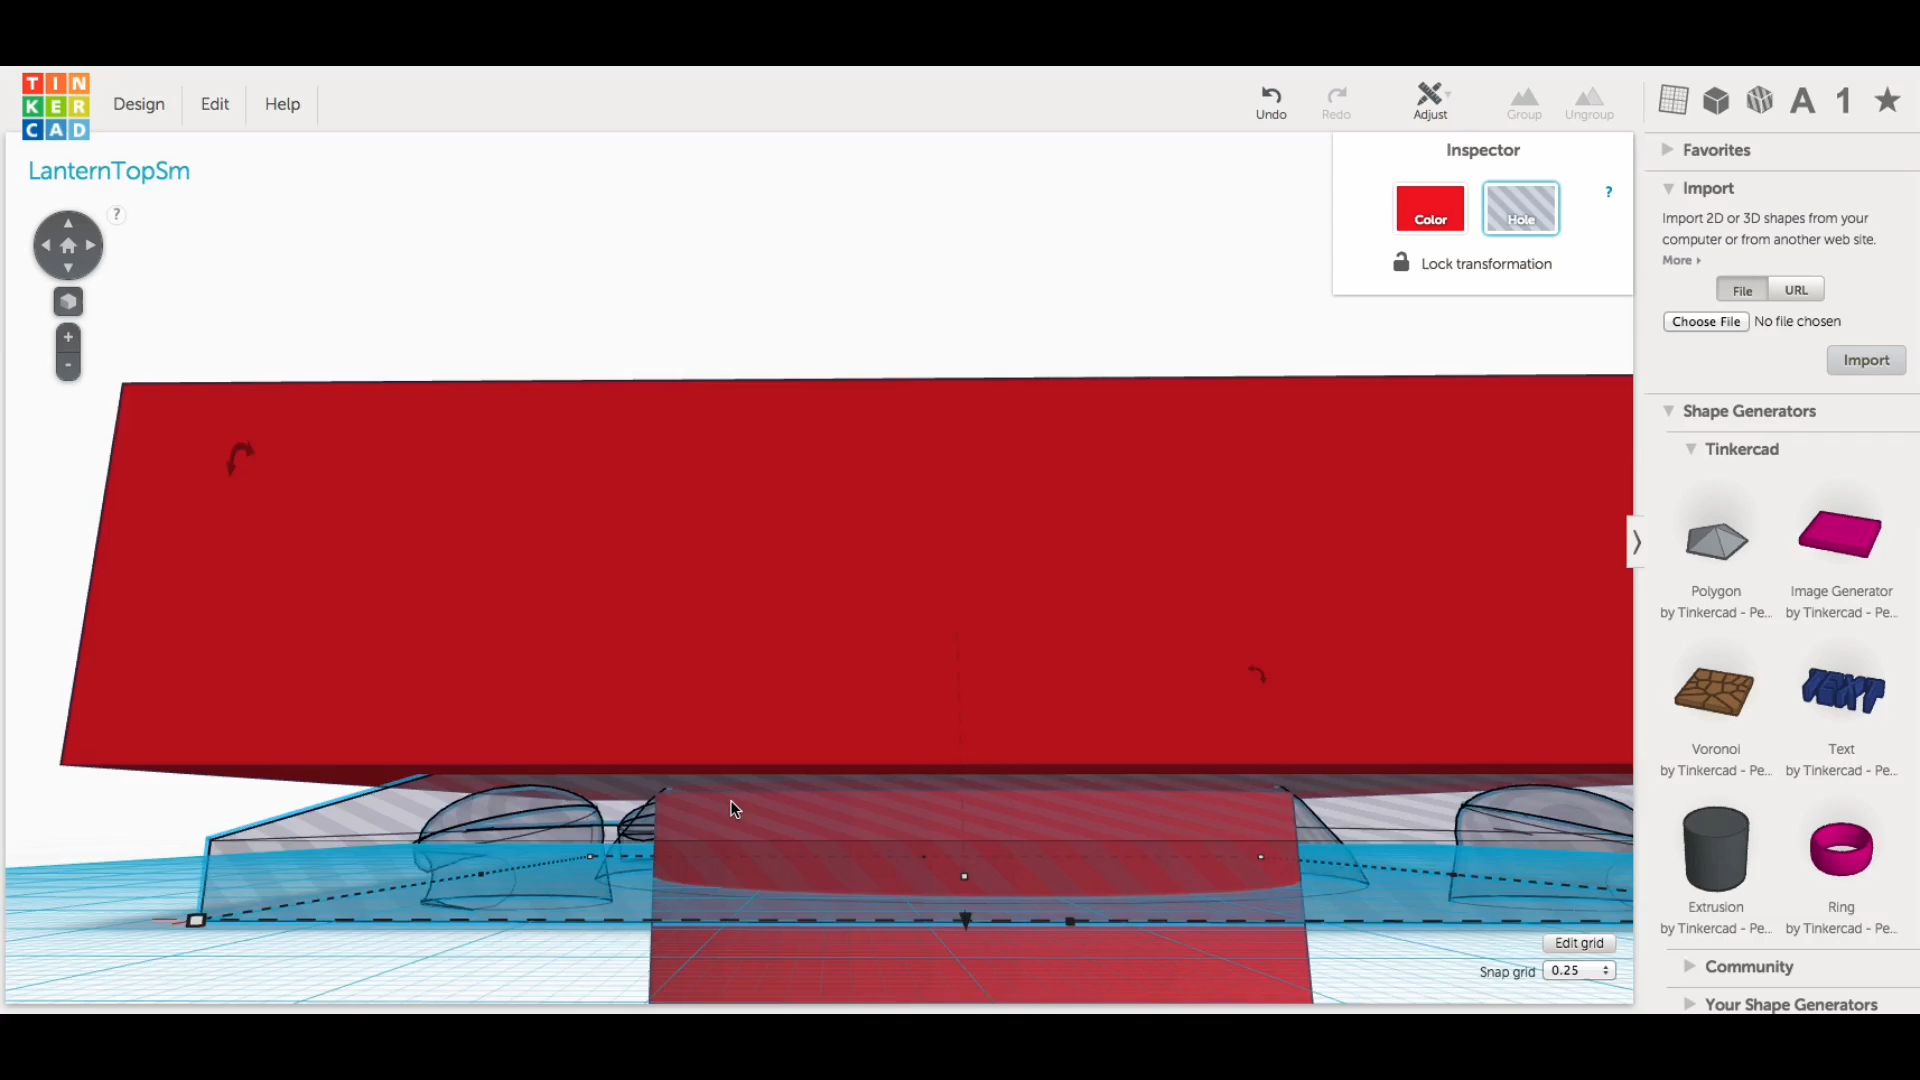 TIN
KER
CAD
Design
Edit
Help
Undo
Redo
Adjust
Group
Ungroup
A
1
LanternTopSm
?
+
-
Inspector
Color
Hole
?
Lock transformation
Favorites
Import
Import 2D or 3D shapes from your
computer or from another web site.
More
File
URL
Choose File No file chosen
Import
Shape Generators
Tinkercad
Polygon
by Tinkercad - Pe...
Image Generator
by Tinkercad - Pe...
TEXT
Voronoi
by Tinkercad - Pe...
Text
by Tinkercad - Pe...
Extrusion
by Tinkercad - Pe...
Ring
by Tinkercad - Pe...
Edit grid
Snap grid 0.25
Community
Your Shape Generators